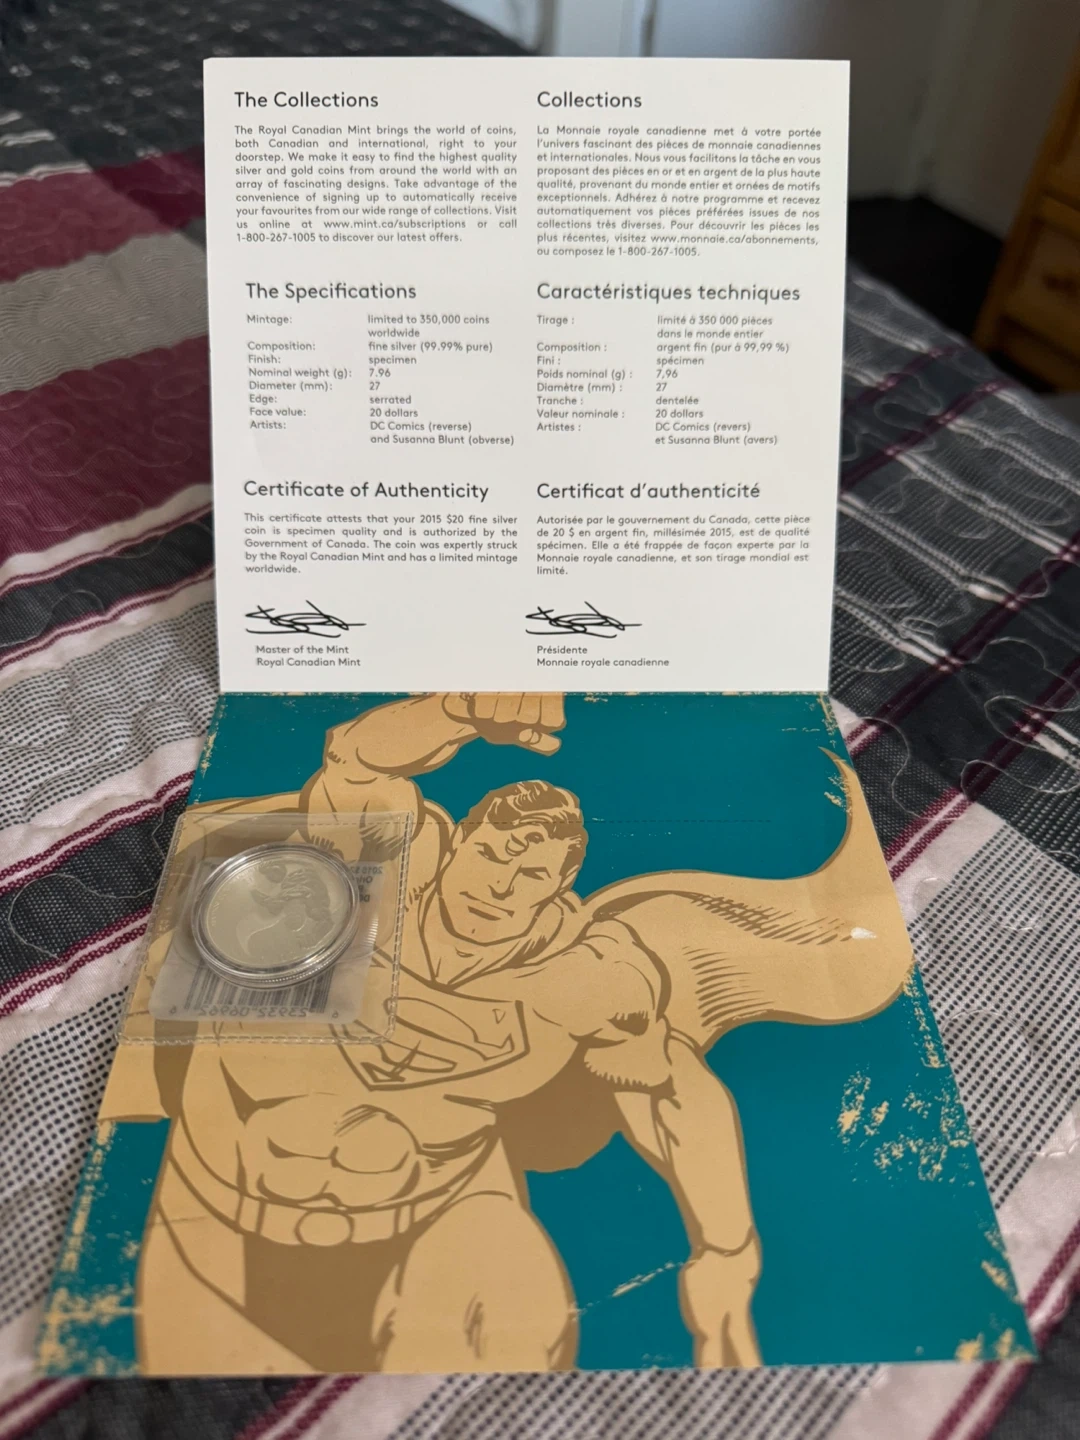 The Collections
The Royal Canadian Mint brings the world of coins,
both Canadian and international, right to your
doorstep. We make it easy to find the highest quality
silver and gold coins from around the world with an
array of fascinating designs. Take advantage of the
convenience of signing up to automatically receive
your favourites from our wide range of collections. Visit
us online at www.mint.ca/subscriptions or call
1-800-267-1005 to discover our latest offers.
Collections
La Monnaie royale canadienne met à votre portée
l'univers fascinant des pièces de monnaie canadiennes
et internationales. Nous vous facilitons la tâche en vous
proposant des pièces en or et en argent de la plus haute
qualité, provenant du monde entier et ornées de motifs
exceptionnels. Adhérez à notre programme et recevez
automatiquement vos pièces préférées issues de nos
collections très diverses. Pour découvrir les pièces les
plus récentes, visitez www.monnaie.ca/abonnements,
ou composez le 1-800-267-1005.
The Specifications
Mintage: limited to 350,000 coins
worldwide
Composition: fine silver (99.99% pure)
Finish: specimen
Nominal weight (g): 7.96
Diameter (mm): 27
Edge: serrated
Face value: 20 dollars
Artists: DC Comics (reverse)
and Susanna Blunt (obverse)
Caractéristiques techniques
Tirage : limité à 350 000 pièces
dans le monde entier
Composition : argent fin (pur à 99,99 %)
Fini : spécimen
Poids nominal (g) : 7,96
Diamètre (mm) : 27
Tranche : dentelée
Valeur nominale : 20 dollars
Artistes : DC Comics (revers)
et Susanna Blunt (avers)
Certificate of Authenticity
This certificate attests that your 2015 $20 fine silver
coin is specimen quality and is authorized by the
Government of Canada. The coin was expertly struck
by the Royal Canadian Mint and has a limited mintage
worldwide.
Master of the Mint
Royal Canadian Mint
Certificat d'authenticité
Autorisée par le gouvernement du Canada, cette pièce
de 20 $ en argent fin, millésimée 2015, est de qualité
spécimen. Elle a été frappée de façon experte par la
Monnaie royale canadienne, et son tirage mondial est
limité.
Présidente
Monnaie royale canadienne